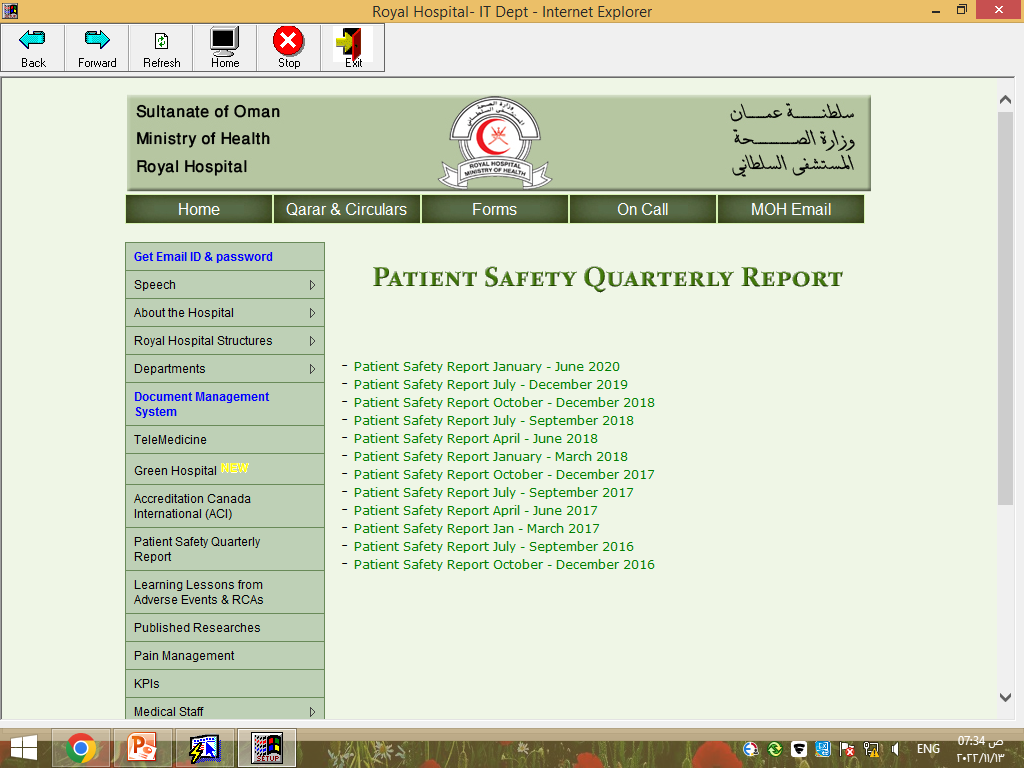 Royal Hospital- IT Dept - Internet Explorer
Back Forward Refresh Home Stop Exit
Sultanate of Oman
Ministry of Health
Royal Hospital
ROYAL HOSPITAL
MINISTRY OF HEALTH
سلطنـــة عمـــان
وزارة الصـــــحة
المستشفى السلطاني
Home Qarar & Circulars Forms On Call MOH Email
Get Email ID & password
Speech
About the Hospital
Royal Hospital Structures
Departments
Document Management
System
TeleMedicine
Green Hospital NEW
Accreditation Canada
International (ACI)
Patient Safety Quarterly
Report
Learning Lessons from
Adverse Events & RCAs
Published Researches
Pain Management
KPIs
Medical Staff
Patient Safety Quarterly Report
- Patient Safety Report January - June 2020
- Patient Safety Report July - December 2019
- Patient Safety Report October - December 2018
- Patient Safety Report July - September 2018
- Patient Safety Report April - June 2018
- Patient Safety Report January - March 2018
- Patient Safety Report October - December 2017
- Patient Safety Report July - September 2017
- Patient Safety Report April - June 2017
- Patient Safety Report Jan - March 2017
- Patient Safety Report July - September 2016
- Patient Safety Report October - December 2016
SETUP
ENG
07:34 ص
٢٠٢٢/١١/١٣